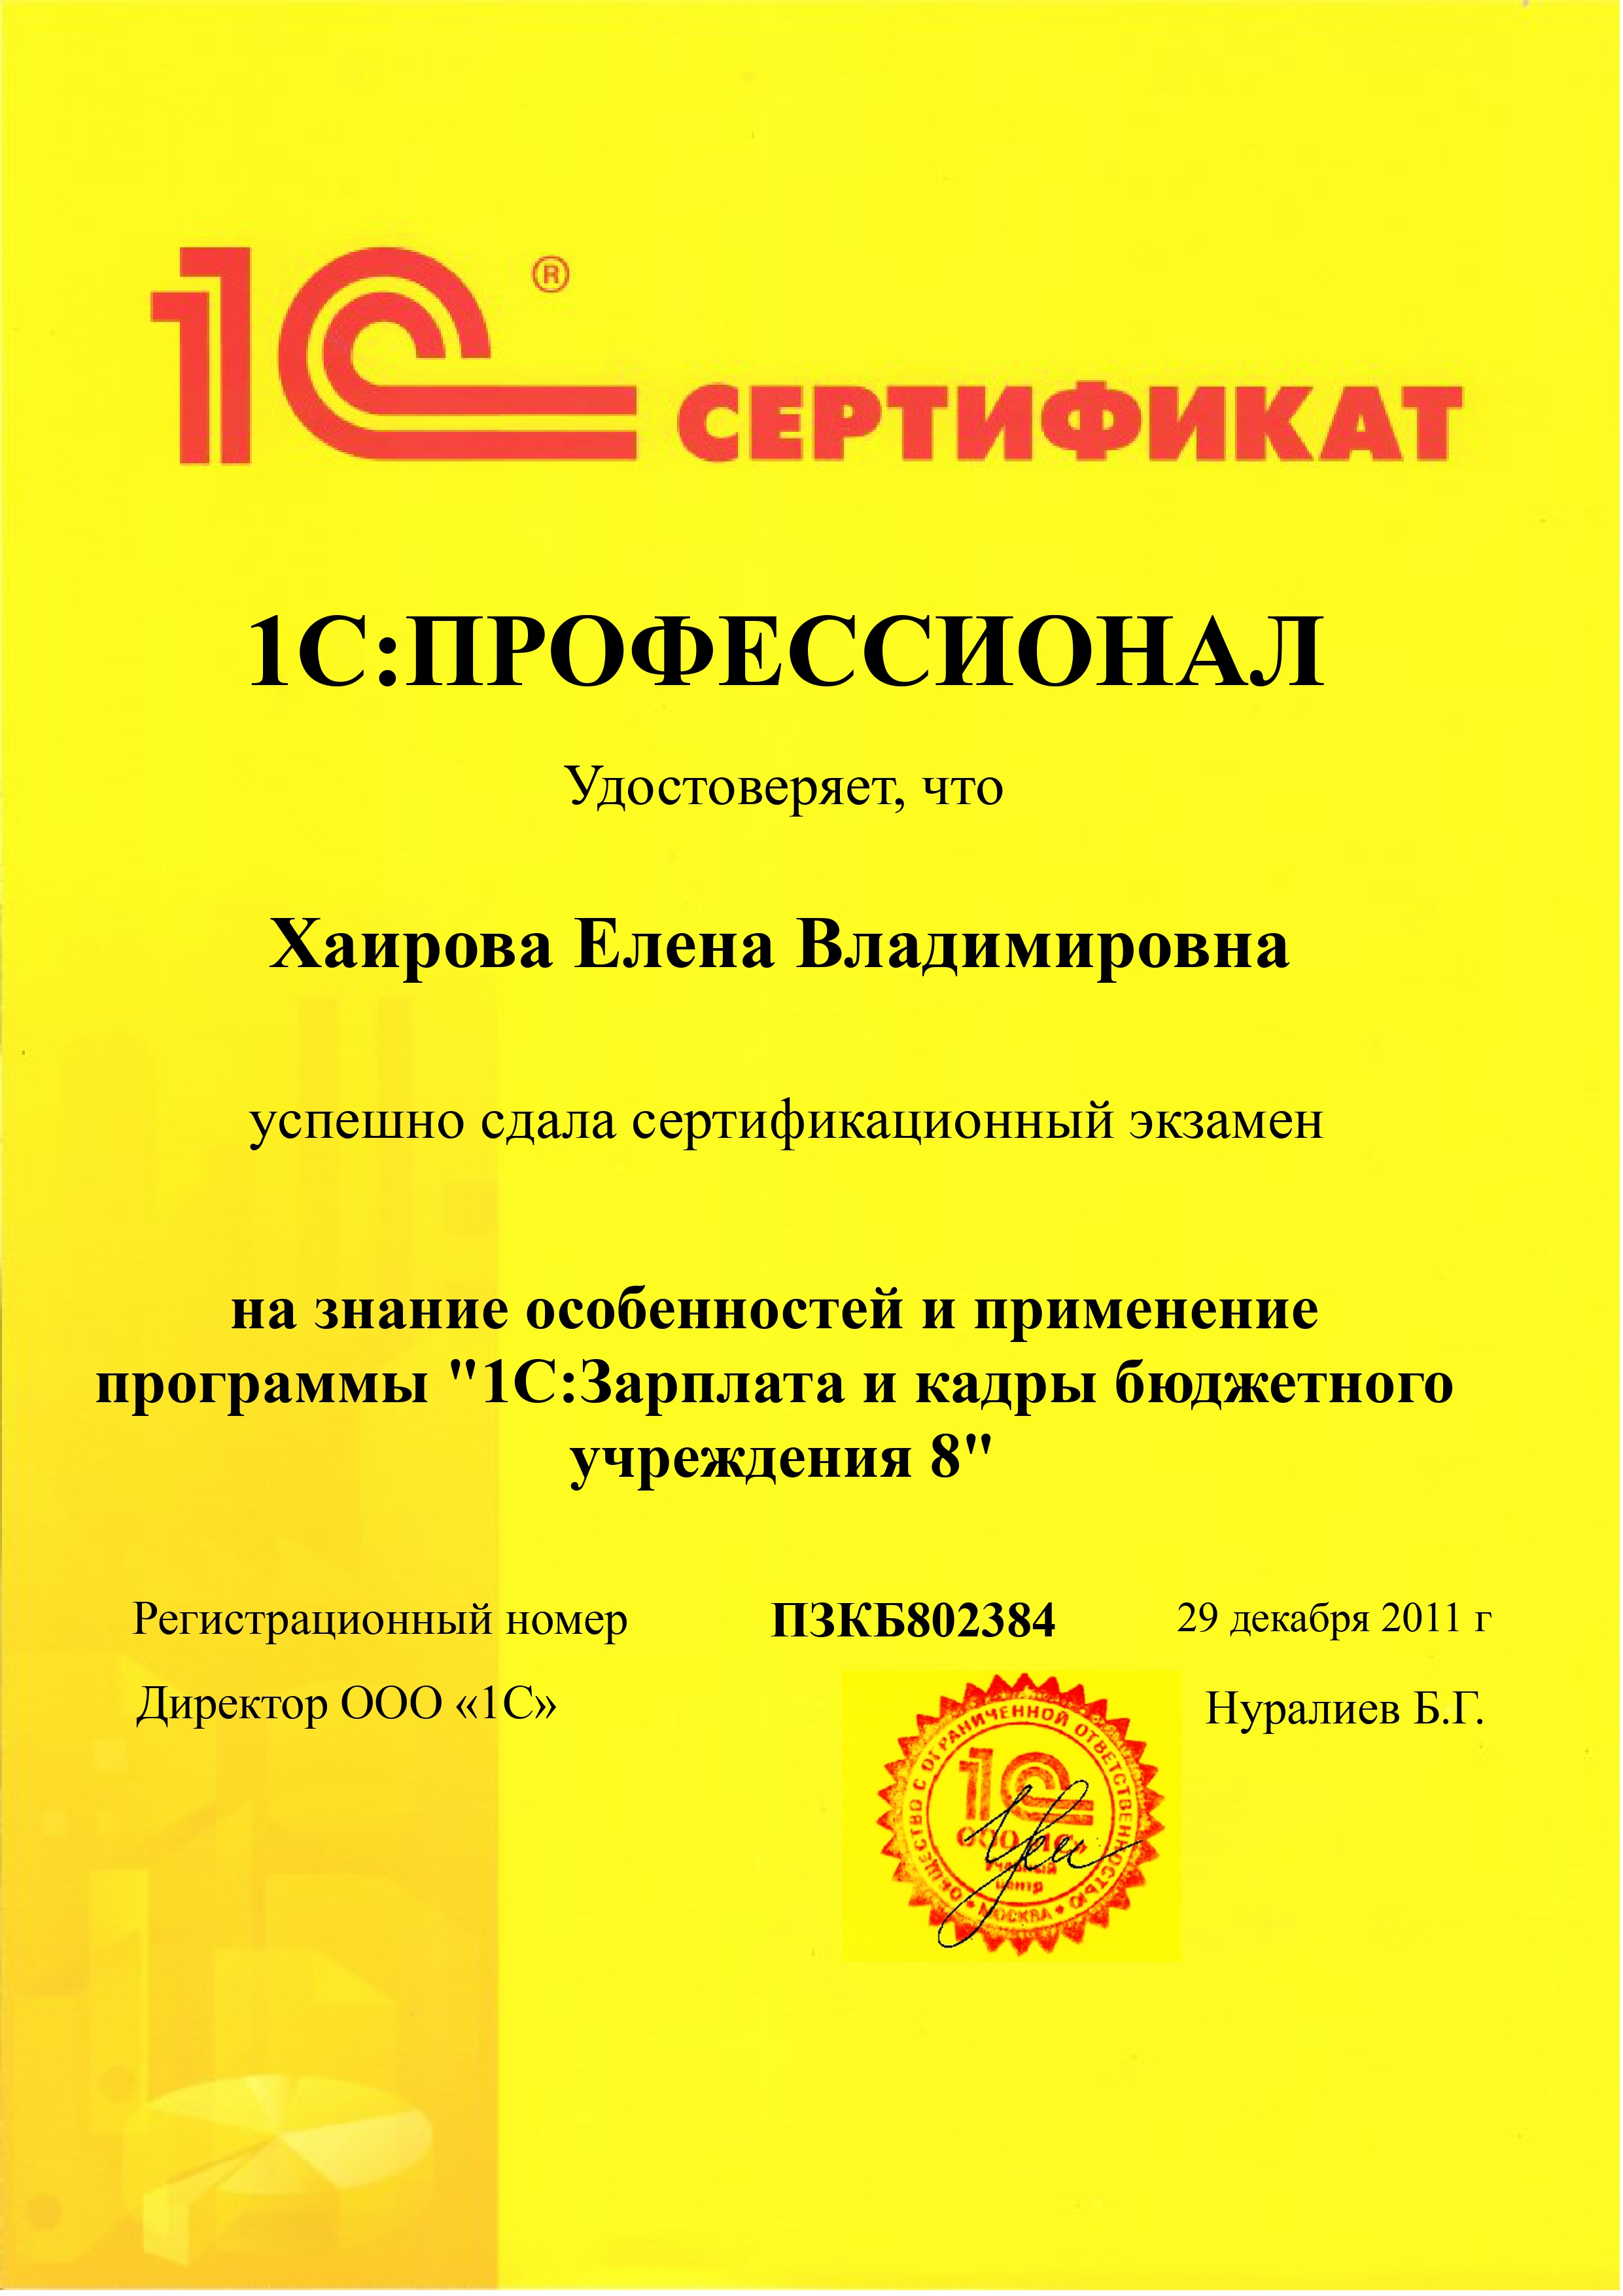 1С® СЕРТИФИКАТ
1С:ПРОФЕССИОНАЛ
Удостоверяет, что
Хаирова Елена Владимировна
успешно сдала сертификационный экзамен
на знание особенностей и применение
программы "1С:Зарплата и кадры бюджетного
учреждения 8"
Регистрационный номер ПЗКБ802384 29 декабря 2011 г
Директор ООО «1С» Нуралиев Б.Г.
ОБЩЕСТВО С ОГРАНИЧЕННОЙ ОТВЕТСТВЕННОСТЬЮ
1С
ООО «1С»
Учебный
центр
• МОСКВА •